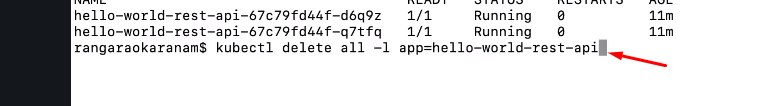 NAME READY STATUS RESTARTS AGE
hello-world-rest-api-67c79fd44f-d6q9z 1/1 Running 0 11m
hello-world-rest-api-67c79fd44f-q7tfq 1/1 Running 0 11m
rangaraokaranam$ kubectl delete all -l app=hello-world-rest-api